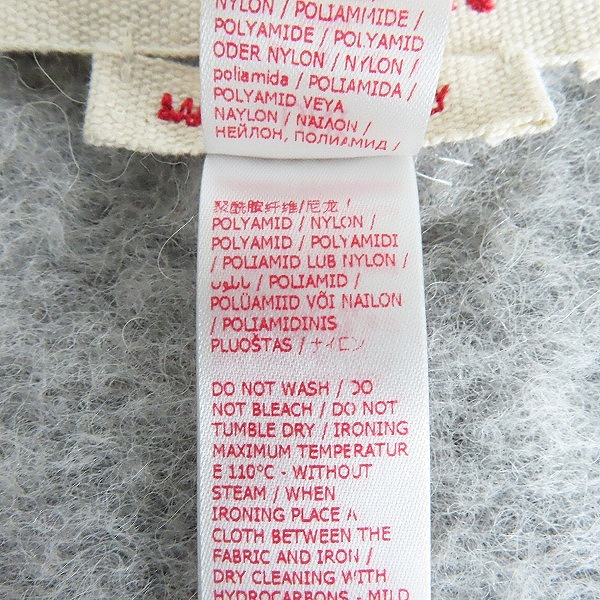 NYLON / POLIAMMIDE /
POLYAMIDE / POLYAMID
ODER NYLON / NYLON /
poliamida / POLIAMIDA /
POLYAMID VEYA
NAYLON / ΝΑΪΛΟΝ /
НЕЙЛОН, ПОЛИАМИД /
聚酰胺纤维/尼龙 /
POLYAMID / NYLON /
POLYAMID / POLYAMIDI
/ POLIAMID LUB NYLON /
نايلون / POLIAMID /
POLÜAMIID VÕI NAILON
/ POLIAMIDINIS
PLUOŠTAS / ナイロン
DO NOT WASH / DO
NOT BLEACH / DO NOT
TUMBLE DRY / IRONING
MAXIMUM TEMPERATUR
E 110°C - WITHOUT
STEAM / WHEN
IRONING PLACE A
CLOTH BETWEEN THE
FABRIC AND IRON /
DRY CLEANING WITH
HYDROCARBONS - MILD